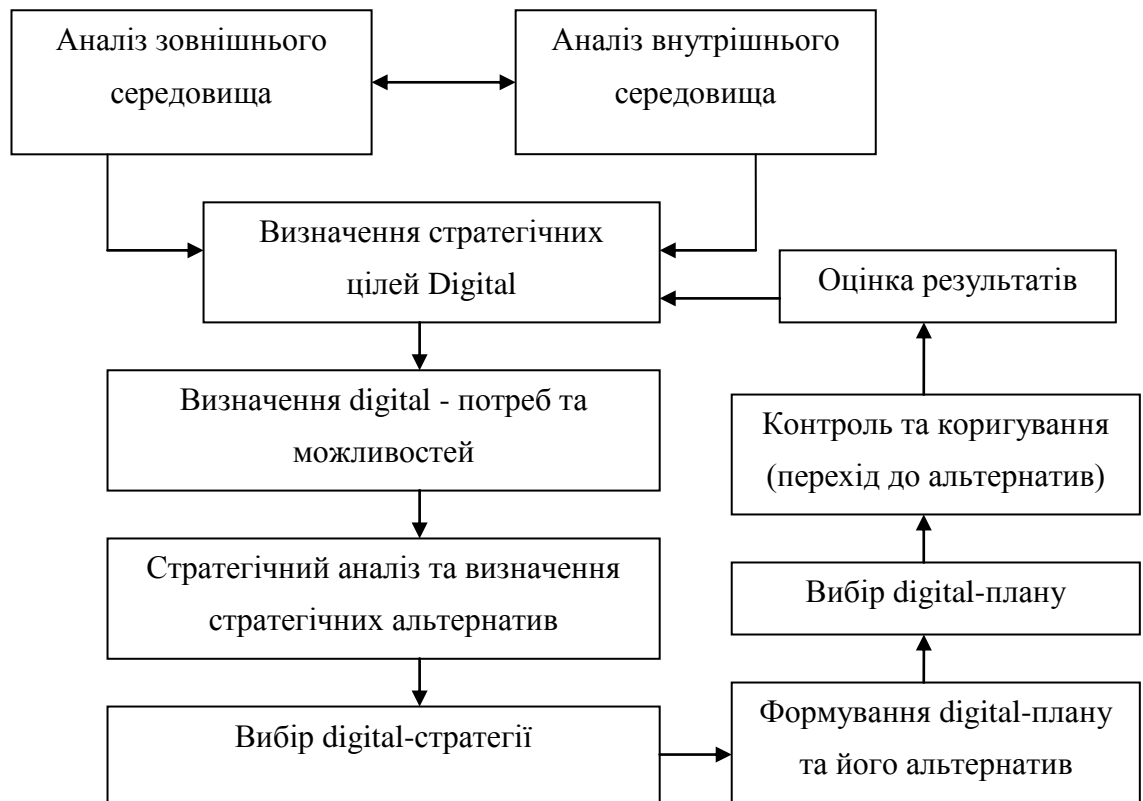 Аналіз зовнішнього
середовища
Аналіз внутрішнього
середовища
Визначення стратегічних
цілей Digital
Оцінка результатів
Визначення digital - потреб та
можливостей
Контроль та коригування
(перехід до альтернатив)
Стратегічний аналіз та визначення
стратегічних альтернатив
Вибір digital-плану
Вибір digital-стратегії
Формування digital-плану
та його альтернатив